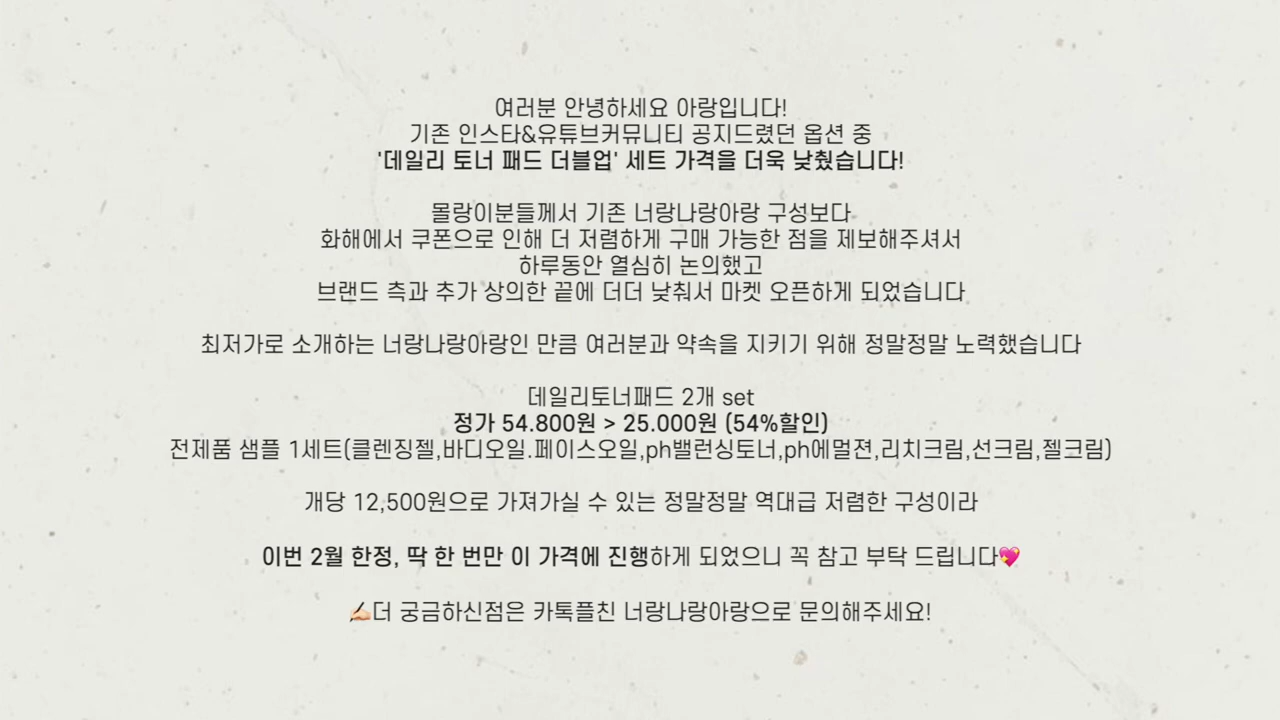 여러분 안녕하세요 아랑입니다!
기존 인스타&유튜브커뮤니티 공지드렸던 옵션 중
'데일리 토너 패드 더블업' 세트 가격을 더욱 낮췄습니다!
몰랑이분들께서 기존 너랑나랑아랑 구성보다
화해에서 쿠폰으로 인해 더 저렴하게 구매 가능한 점을 제보해주셔서
하루동안 열심히 논의했고
브랜드 측과 추가 상의한 끝에 더더 낮춰서 마켓 오픈하게 되었습니다
최저가로 소개하는 너랑나랑아랑인 만큼 여러분과 약속을 지키기 위해 정말정말 노력했습니다
데일리토너패드 2개 set
정가 54.800원 > 25.000원 (54%할인)
전제품 샘플 1세트(클렌징젤,바디오일.페이스오일,ph밸런싱토너,ph에멀젼,리치크림,선크림,젤크림)
개당 12,500원으로 가져가실 수 있는 정말정말 역대급 저렴한 구성이라
이번 2월 한정, 딱 한 번만 이 가격에 진행하게 되었으니 꼭 참고 부탁 드립니다💖
✍🏻더 궁금하신점은 카톡플친 너랑나랑아랑으로 문의해주세요!